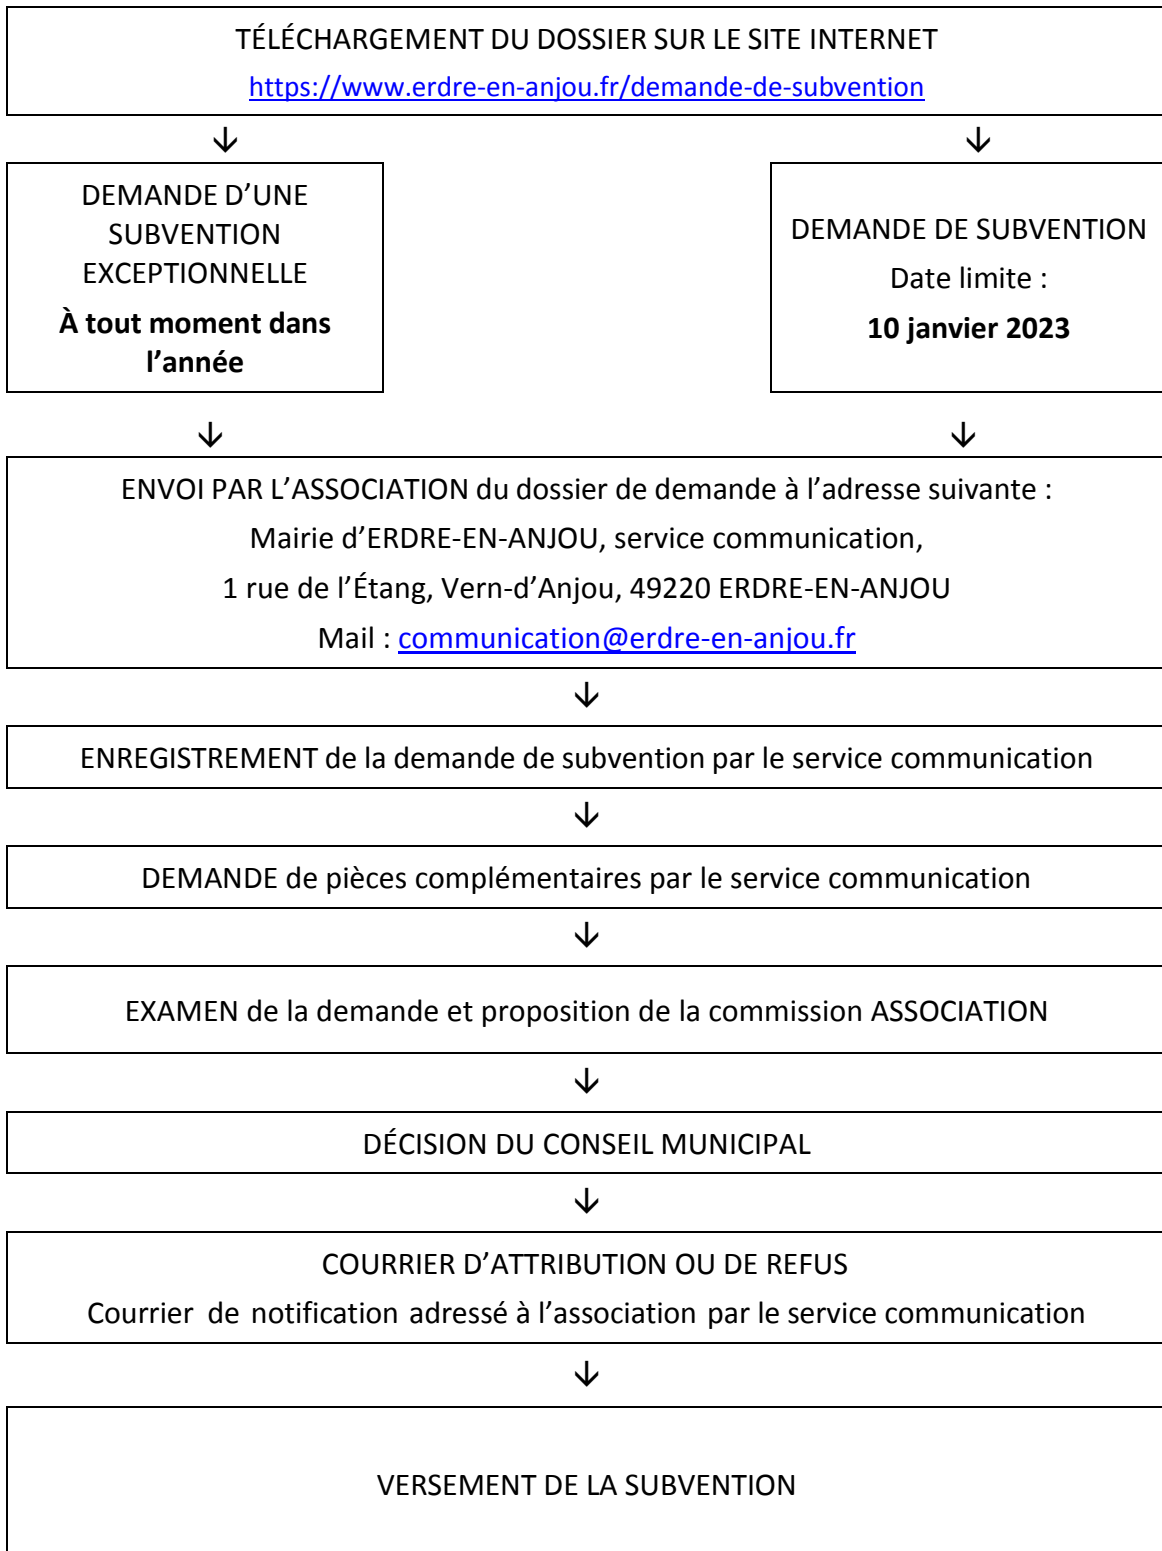 TÉLÉCHARGEMENT DU DOSSIER SUR LE SITE INTERNET
https://www.erdre-en-anjou.fr/demande-de-subvention
DEMANDE D’UNE
SUBVENTION
EXCEPTIONNELLE
À tout moment dans
l’année
DEMANDE DE SUBVENTION
Date limite :
10 janvier 2023
ENVOI PAR L’ASSOCIATION du dossier de demande à l’adresse suivante :
Mairie d’ERDRE-EN-ANJOU, service communication,
1 rue de l’Étang, Vern-d’Anjou, 49220 ERDRE-EN-ANJOU
Mail : communication@erdre-en-anjou.fr
ENREGISTREMENT de la demande de subvention par le service communication
DEMANDE de pièces complémentaires par le service communication
EXAMEN de la demande et proposition de la commission ASSOCIATION
DÉCISION DU CONSEIL MUNICIPAL
COURRIER D’ATTRIBUTION OU DE REFUS
Courrier de notification adressé à l’association par le service communication
VERSEMENT DE LA SUBVENTION